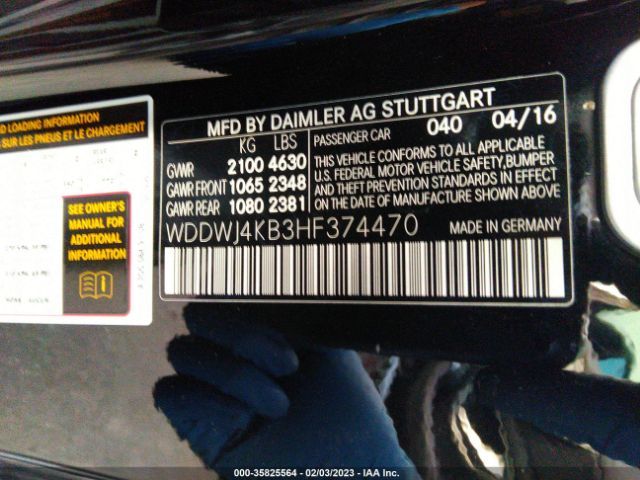 D LOADING INFORMATION
SUR LES PNEUS ET LE CHARGEMENT
SEE OWNER'S
MANUAL FOR
ADDITIONAL
INFORMATION
MFD BY DAIMLER AG STUTTGART
KG LBS
GVWR 2100 4630
GAWR FRONT 1065 2348
GAWR REAR 1080 2381
PASSENGER CAR 040 04/16
THIS VEHICLE CONFORMS TO ALL APPLICABLE
U.S. FEDERAL MOTOR VEHICLE SAFETY, BUMPER
AND THEFT PREVENTION STANDARDS IN EFFECT
ON THE DATE OF MANUFACTURE SHOWN ABOVE
WDDWJ4KB3HF374470 MADE IN GERMANY
000-35825564 - 02/03/2023 - IAA Inc.